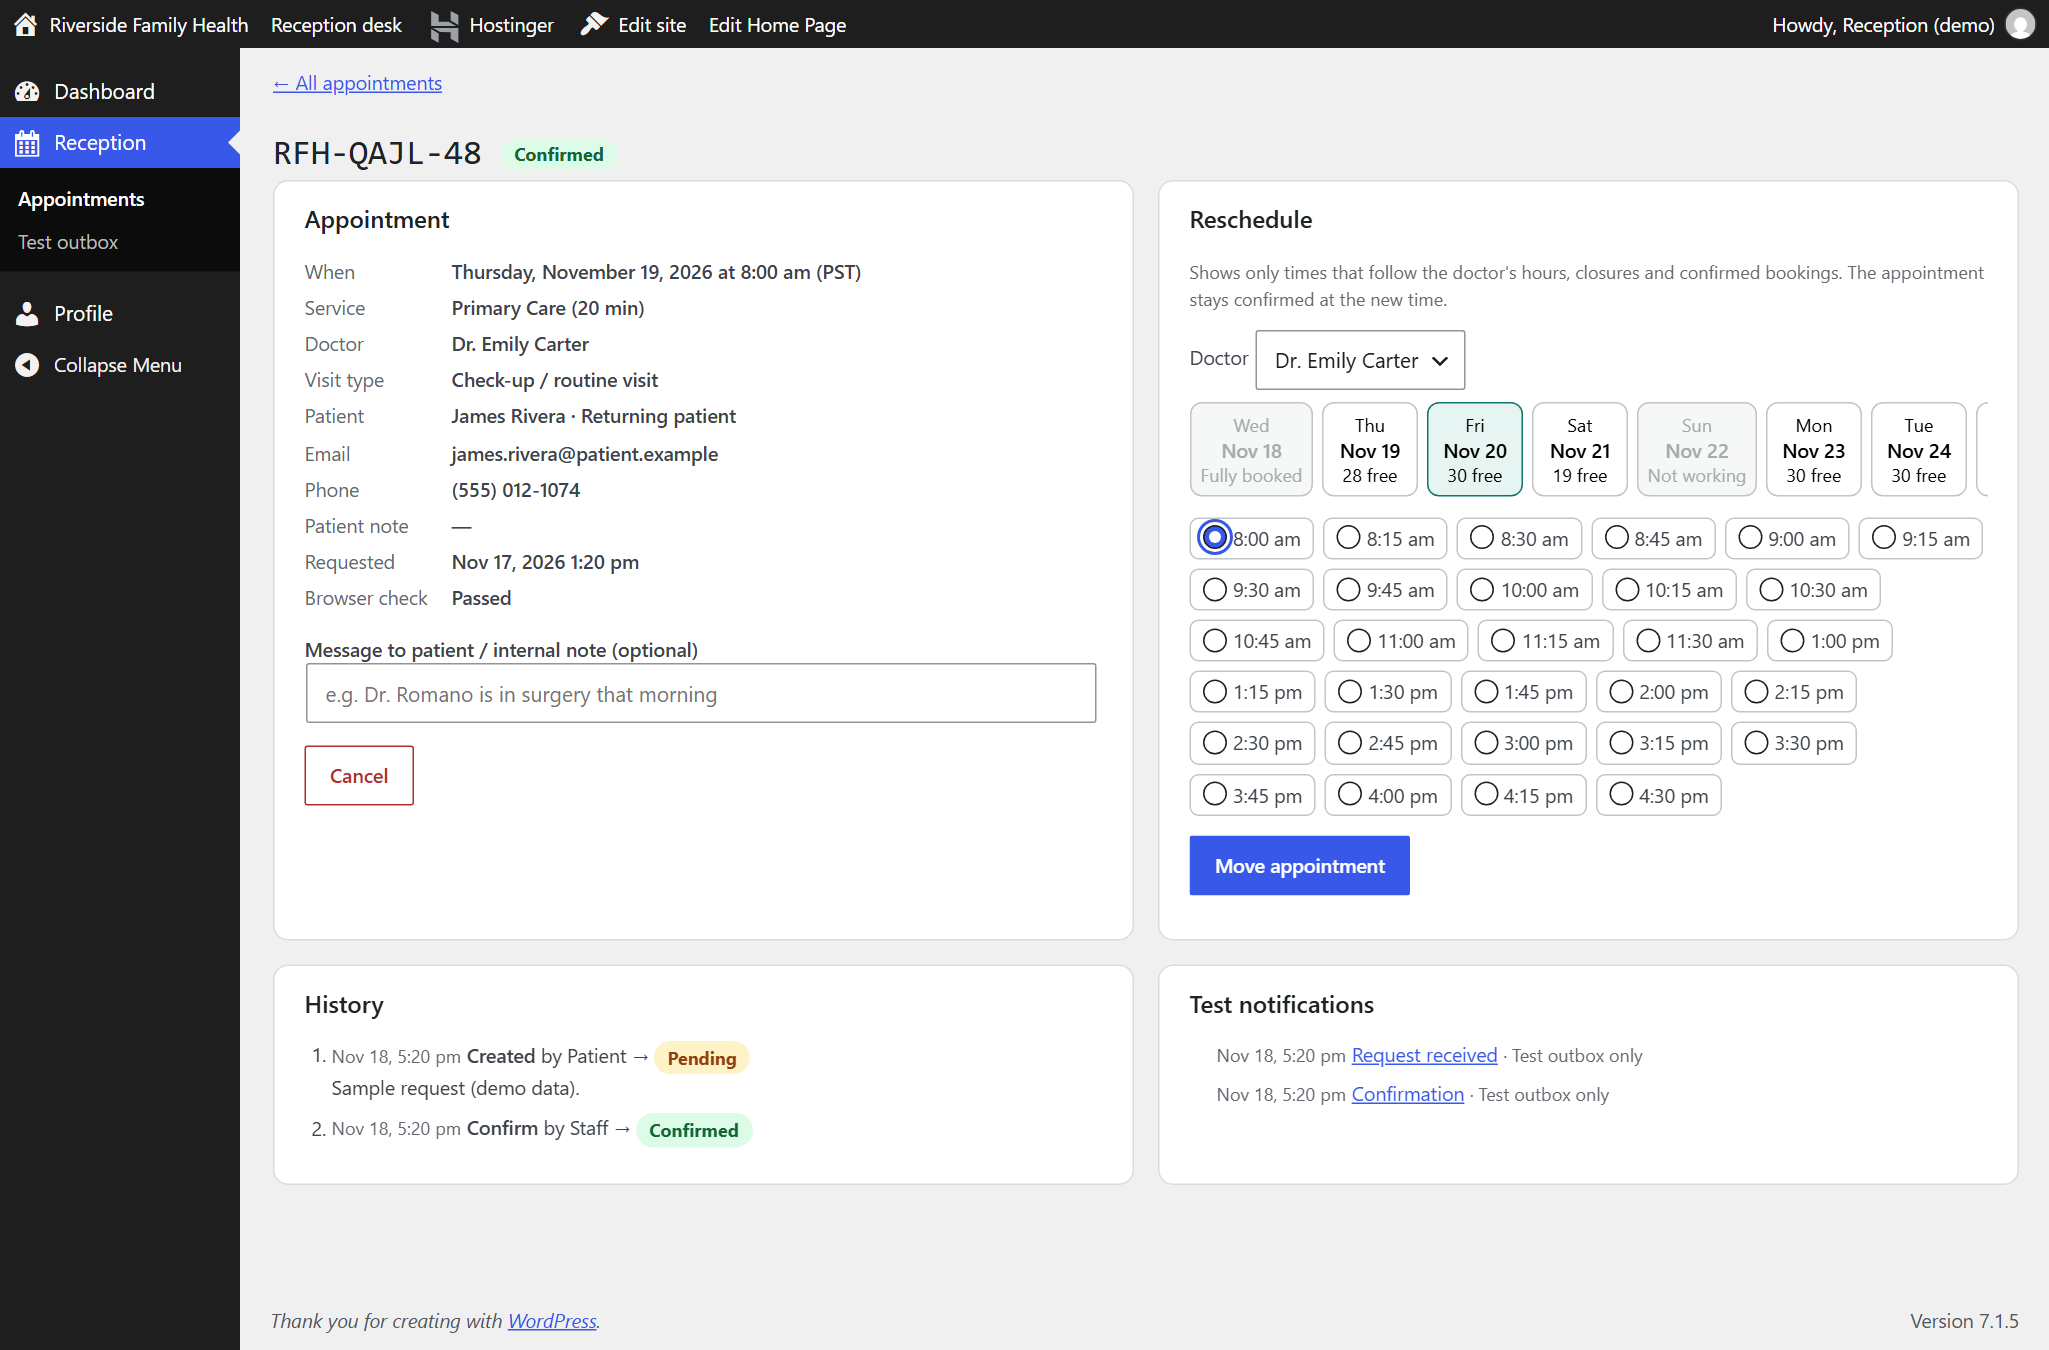 Riverside Family Health Reception desk Hostinger Edit site Edit Home Page Howdy, Reception (demo)
Dashboard
Reception
Appointments
Test outbox
Profile
Collapse Menu
← All appointments
RFH-QAJL-48 Confirmed
Appointment
When Thursday, November 19, 2026 at 8:00 am (PST)
Service Primary Care (20 min)
Doctor Dr. Emily Carter
Visit type Check-up / routine visit
Patient James Rivera · Returning patient
Email james.rivera@patient.example
Phone (555) 012-1074
Patient note —
Requested Nov 17, 2026 1:20 pm
Browser check Passed
Message to patient / internal note (optional)
e.g. Dr. Romano is in surgery that morning
Cancel
Reschedule
Shows only times that follow the doctor's hours, closures and confirmed bookings. The appointment
stays confirmed at the new time.
Doctor Dr. Emily Carter
Wed Thu Fri Sat Sun Mon Tue
Nov 18 Nov 19 Nov 20 Nov 21 Nov 22 Nov 23 Nov 24
Fully booked 28 free 30 free 19 free Not working 30 free 30 free
8:00 am 8:15 am 8:30 am 8:45 am 9:00 am 9:15 am
9:30 am 9:45 am 10:00 am 10:15 am 10:30 am
10:45 am 11:00 am 11:15 am 11:30 am 1:00 pm
1:15 pm 1:30 pm 1:45 pm 2:00 pm 2:15 pm
2:30 pm 2:45 pm 3:00 pm 3:15 pm 3:30 pm
3:45 pm 4:00 pm 4:15 pm 4:30 pm
Move appointment
History
1. Nov 18, 5:20 pm Created by Patient → Pending
Sample request (demo data).
2. Nov 18, 5:20 pm Confirm by Staff → Confirmed
Test notifications
Nov 18, 5:20 pm Request received · Test outbox only
Nov 18, 5:20 pm Confirmation · Test outbox only
Thank you for creating with WordPress.
Version 7.1.5